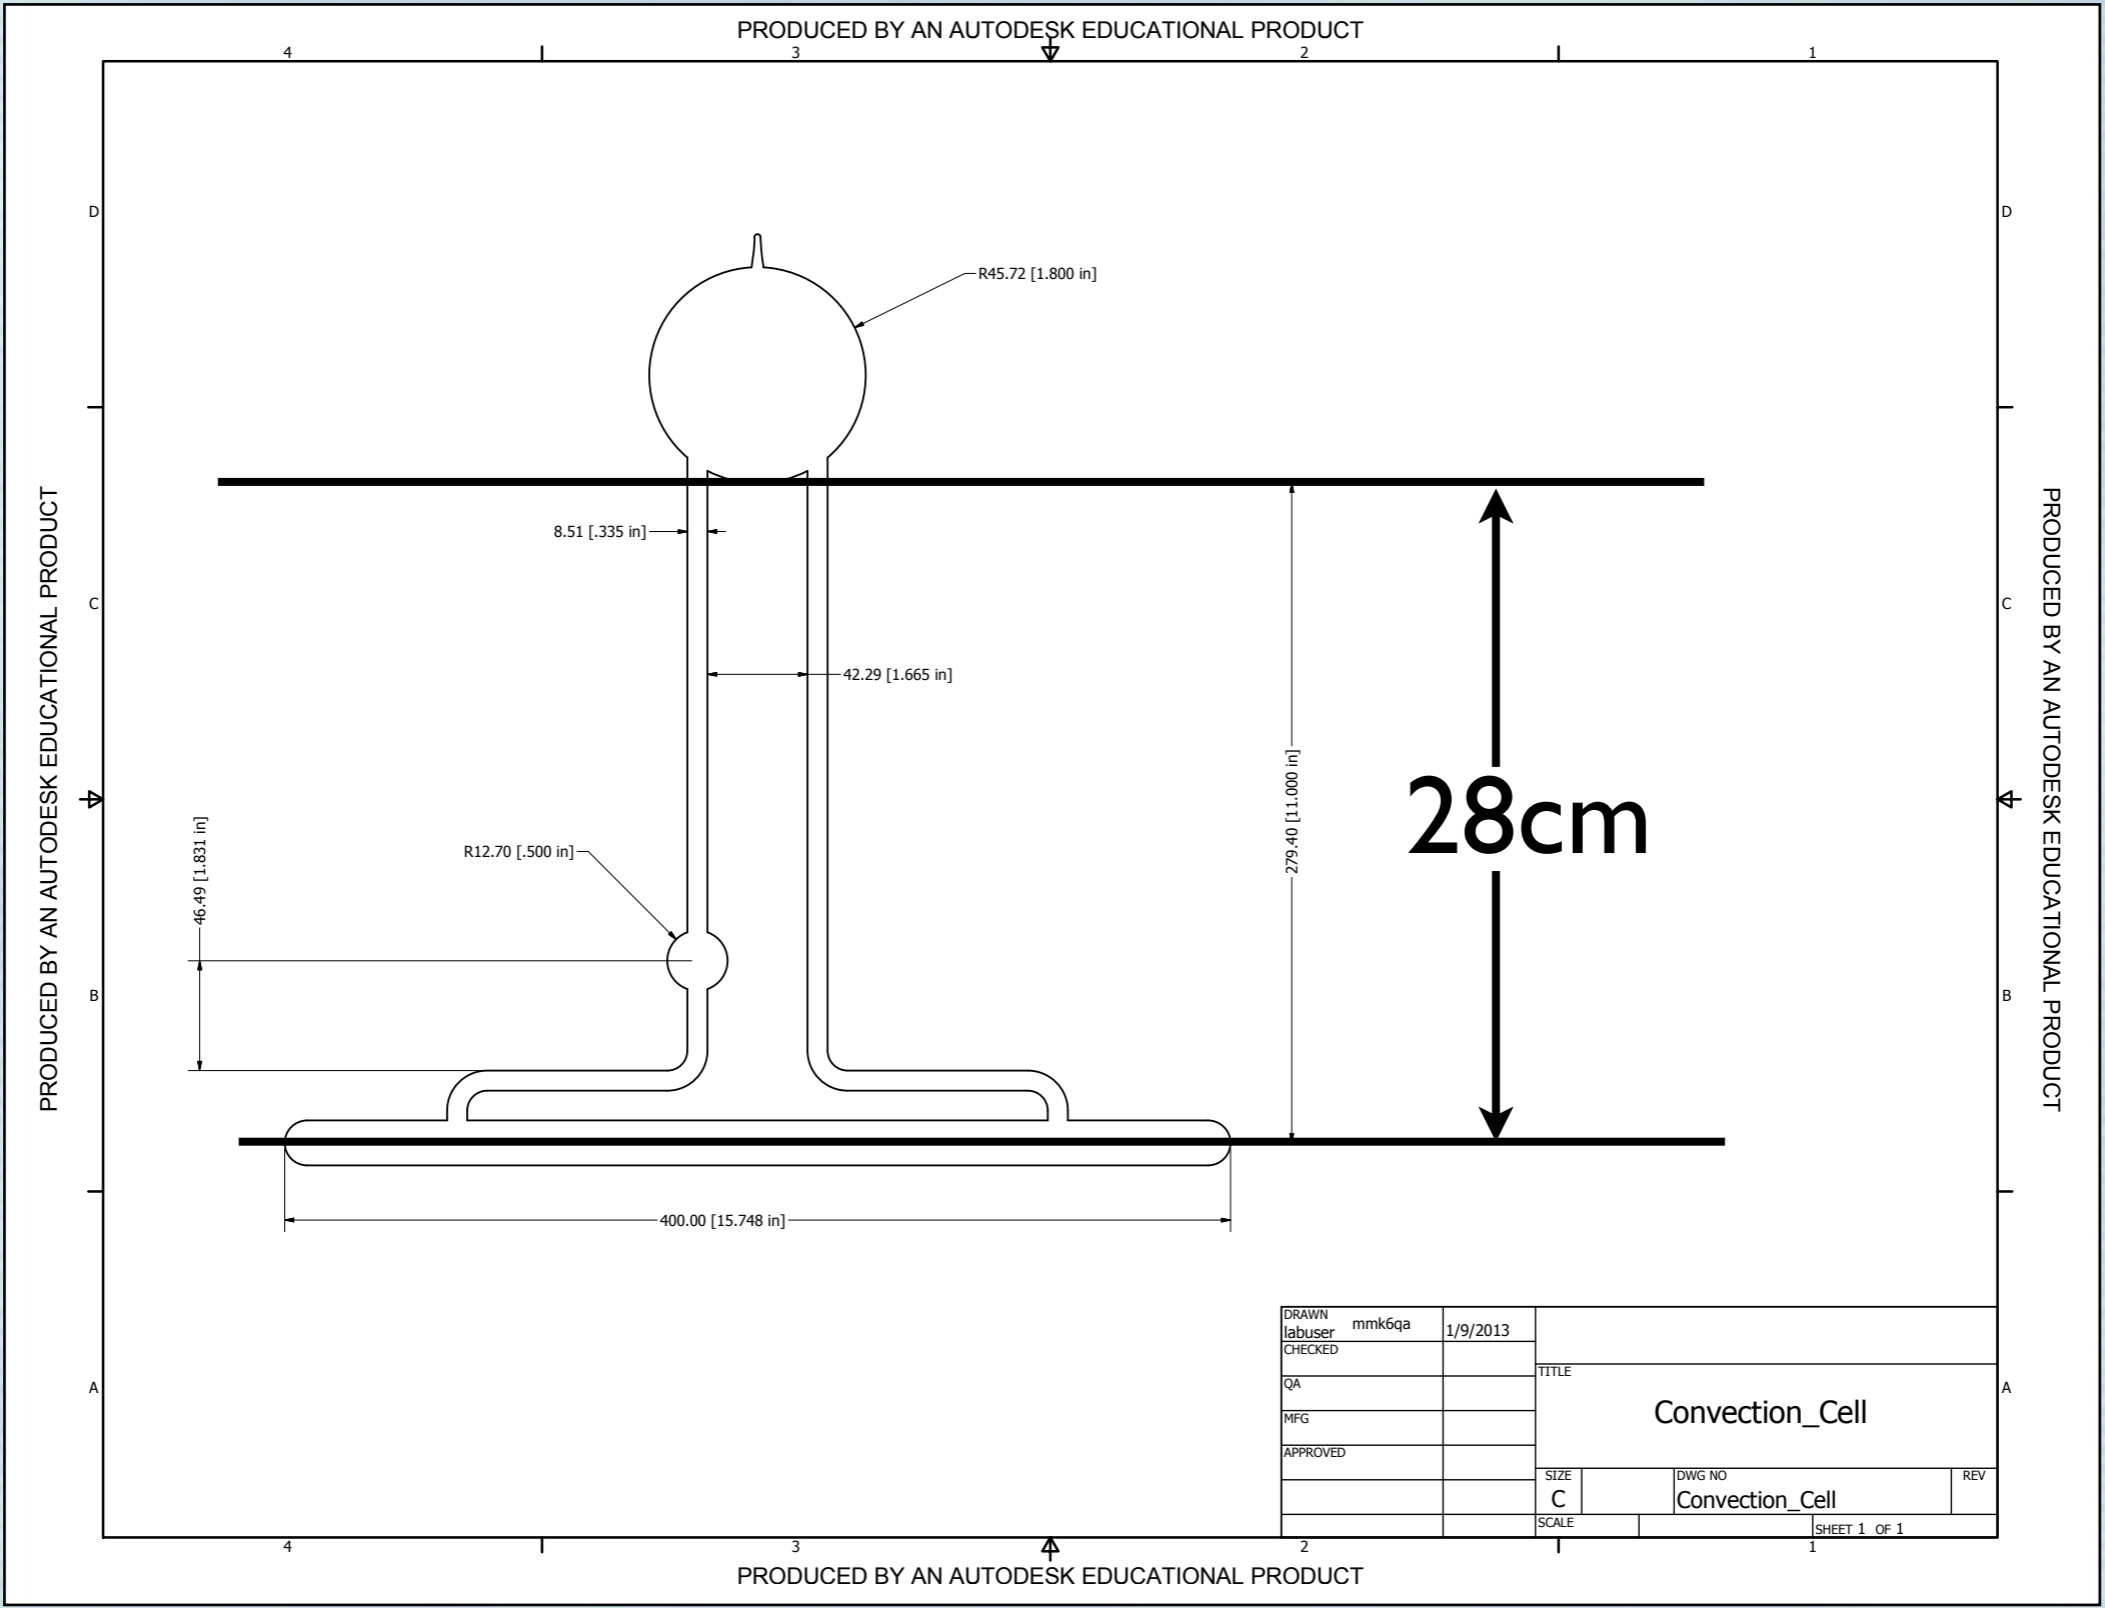 PRODUCED BY AN AUTODESK EDUCATIONAL PRODUCT
4 3 2 1
D D
R45.72 [1.800 in]
PRODUCED BY AN AUTODESK EDUCATIONAL PRODUCT
PRODUCED BY AN AUTODESK EDUCATIONAL PRODUCT
8.51 [.335 in]
C C
42.29 [1.665 in]
279.40 [11.000 in]
28cm
46.49 [1.831 in]
R12.70 [.500 in]
B B
400.00 [15.748 in]
A A
DRAWN
labuser mmk6qa 1/9/2013
CHECKED
TITLE
QA
Convection_Cell
MFG
APPROVED
SIZE DWG NO REV
C Convection_Cell
SCALE SHEET 1 OF 1
4 3 2 1
PRODUCED BY AN AUTODESK EDUCATIONAL PRODUCT